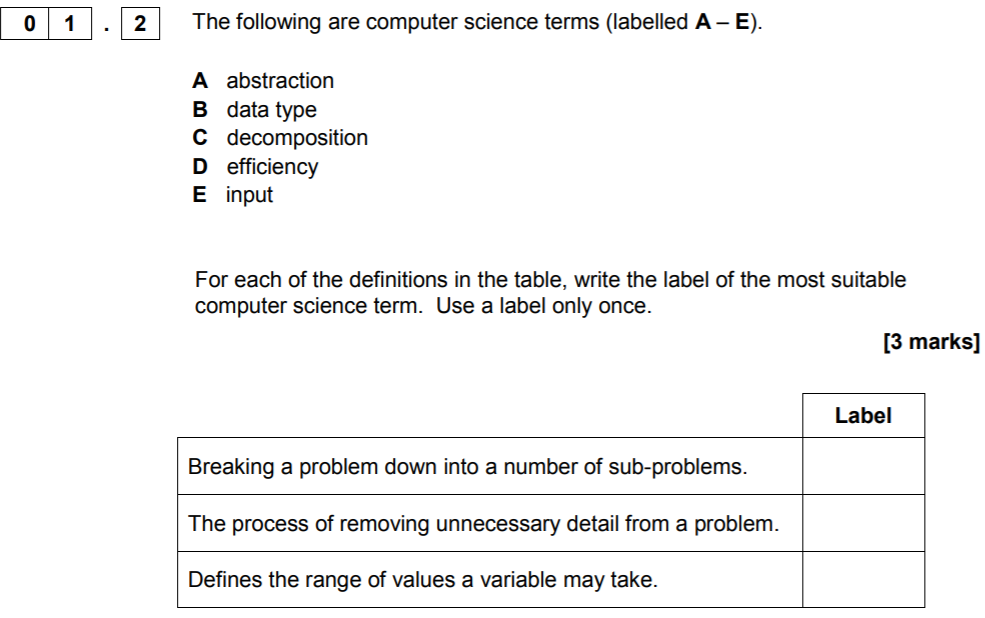 0 1 . 2 The following are computer science terms (labelled A – E).
A abstraction
B data type
C decomposition
D efficiency
E input
For each of the definitions in the table, write the label of the most suitable
computer science term. Use a label only once.
[3 marks]
Label
Breaking a problem down into a number of sub-problems.
The process of removing unnecessary detail from a problem.
Defines the range of values a variable may take.